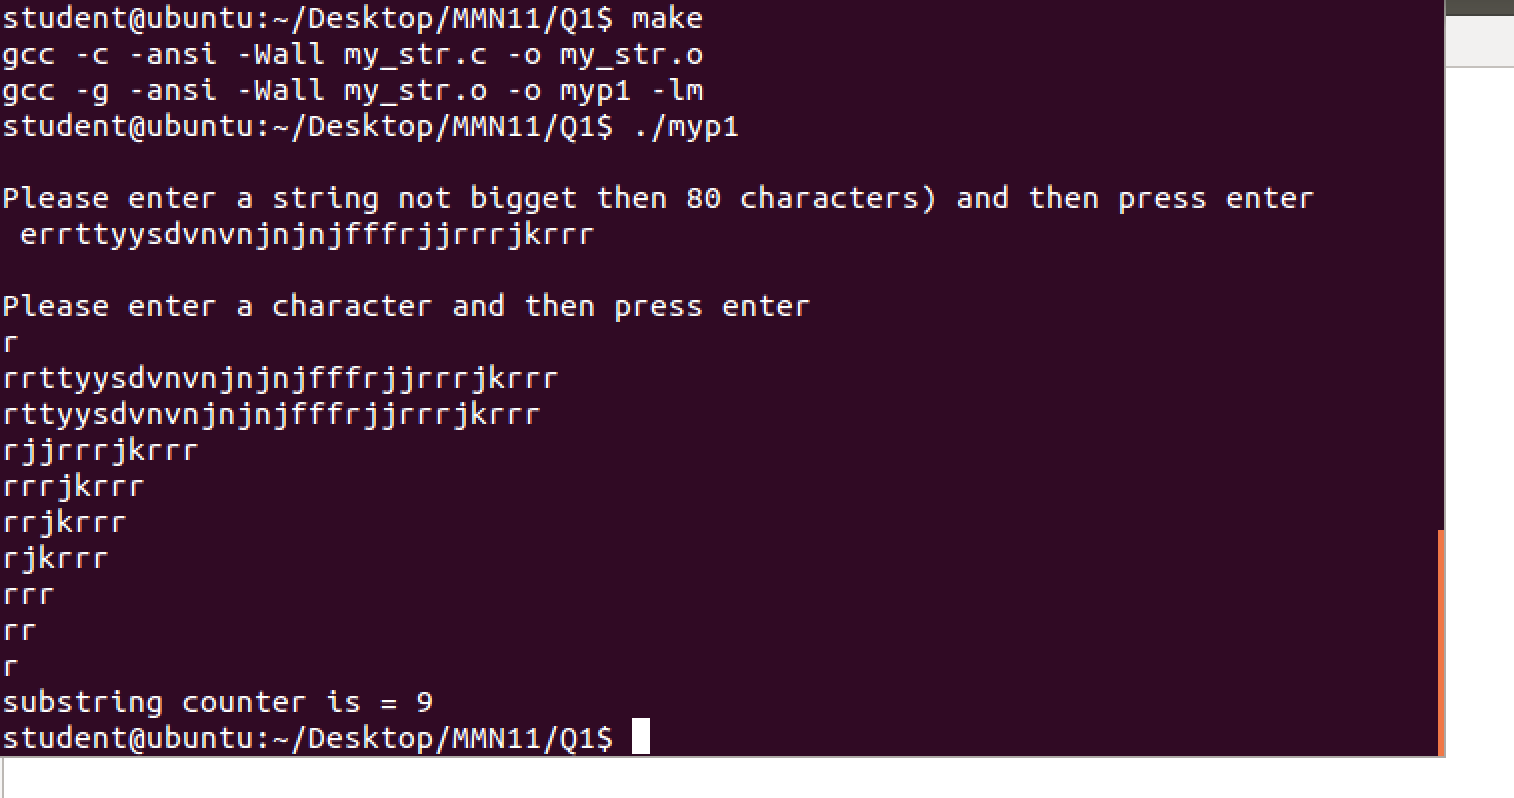 student@ubuntu:~/Desktop/MMN11/Q1$ make
gcc -c -ansi -Wall my_str.c -o my_str.o
gcc -g -ansi -Wall my_str.o -o myp1 -lm
student@ubuntu:~/Desktop/MMN11/Q1$ ./myp1
Please enter a string not bigget then 80 characters) and then press enter
errttyysdvnvnjnjnjfffrjjrrrjkrrr
Please enter a character and then press enter
r
rrttyysdvnvnjnjnjfffrjjrrrjkrrr
rttyysdvnvnjnjnjfffrjjrrrjkrrr
rjjrrrjkrrr
rrrjkrrr
rrjkrrr
rjkrrr
rrr
rr
r
substring counter is = 9
student@ubuntu:~/Desktop/MMN11/Q1$